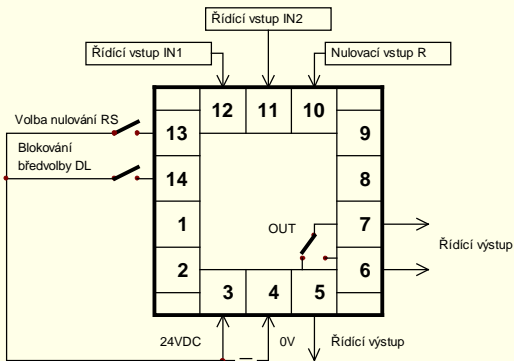 Řídící vstup IN2
Řídící vstup IN1
Nulovací vstup R
12 11 10
Volba nulování RS
13
9
Blokování
břédvolby DL
14
8
1
OUT
7
Řídící výstup
2
6
3 4 5
24VDC
0V
Řídící výstup